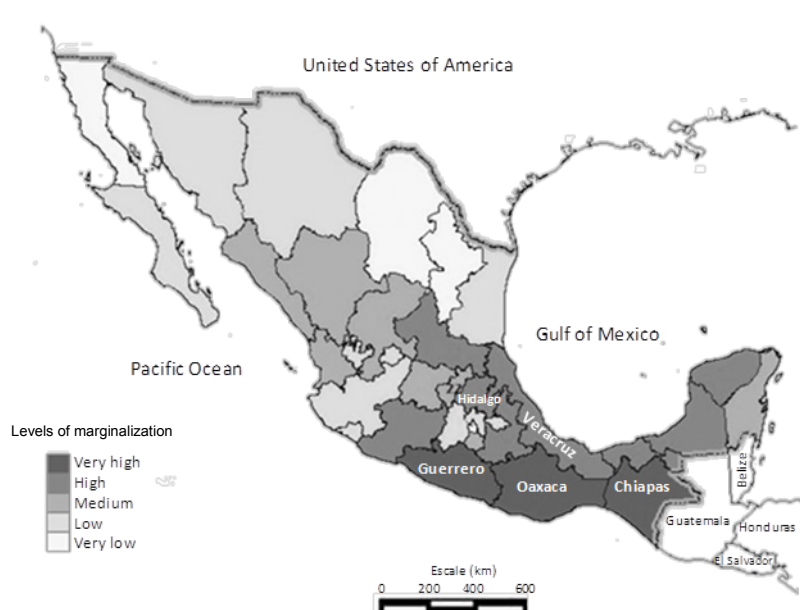 United States of America
Gulf of Mexico
Pacific Ocean
Hidalgo
Levels of marginalization
Veracruz
Very high
High
Medium
Low
Very low
Guerrero
Oaxaca
Chiapas
Belize
Guatemala
Honduras
El Salvador
Escale (km)
0 200 400 600